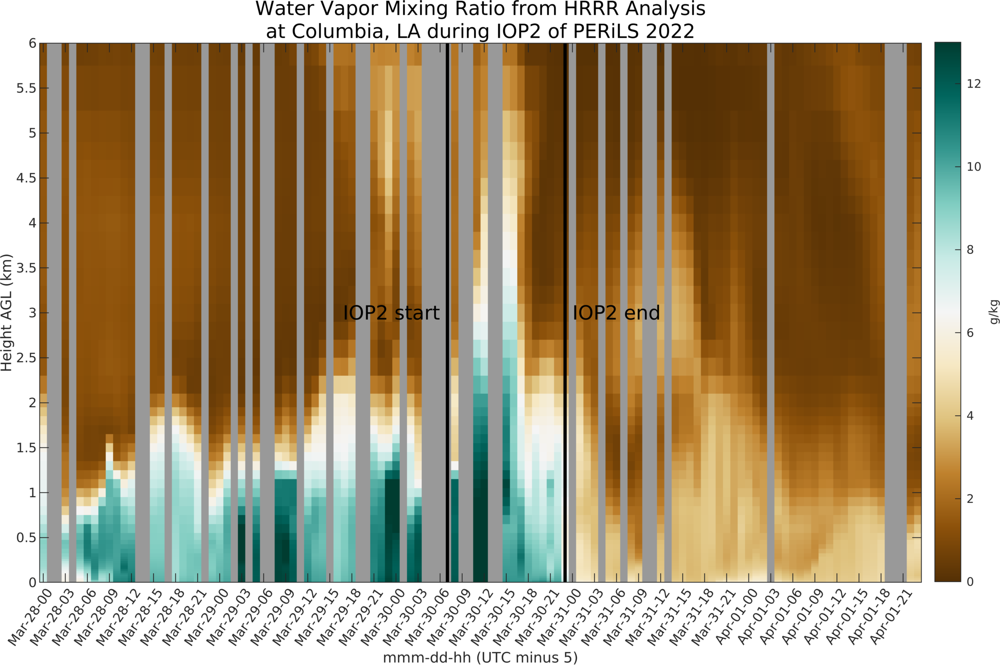 Water Vapor Mixing Ratio from HRRR Analysis
at Columbia, LA during IOP2 of PERiLS 2022
6
5.5
5
4.5
4
3.5
3
2.5
2
1.5
1
0.5
0
Height AGL (km)
IOP2 start
IOP2 end
Mar-28-00
Mar-28-03
Mar-28-06
Mar-28-09
Mar-28-12
Mar-28-15
Mar-28-18
Mar-28-21
Mar-29-00
Mar-29-03
Mar-29-06
Mar-29-09
Mar-29-12
Mar-29-15
Mar-29-18
Mar-29-21
Mar-30-00
Mar-30-03
Mar-30-06
Mar-30-09
Mar-30-12
Mar-30-15
Mar-30-18
Mar-30-21
Mar-31-00
Mar-31-03
Mar-31-06
Mar-31-09
Mar-31-12
Mar-31-15
Mar-31-18
Mar-31-21
Apr-01-00
Apr-01-03
Apr-01-06
Apr-01-09
Apr-01-12
Apr-01-15
Apr-01-18
Apr-01-21
mmm-dd-hh (UTC minus 5)
12
10
8
6
4
2
0
g/kg